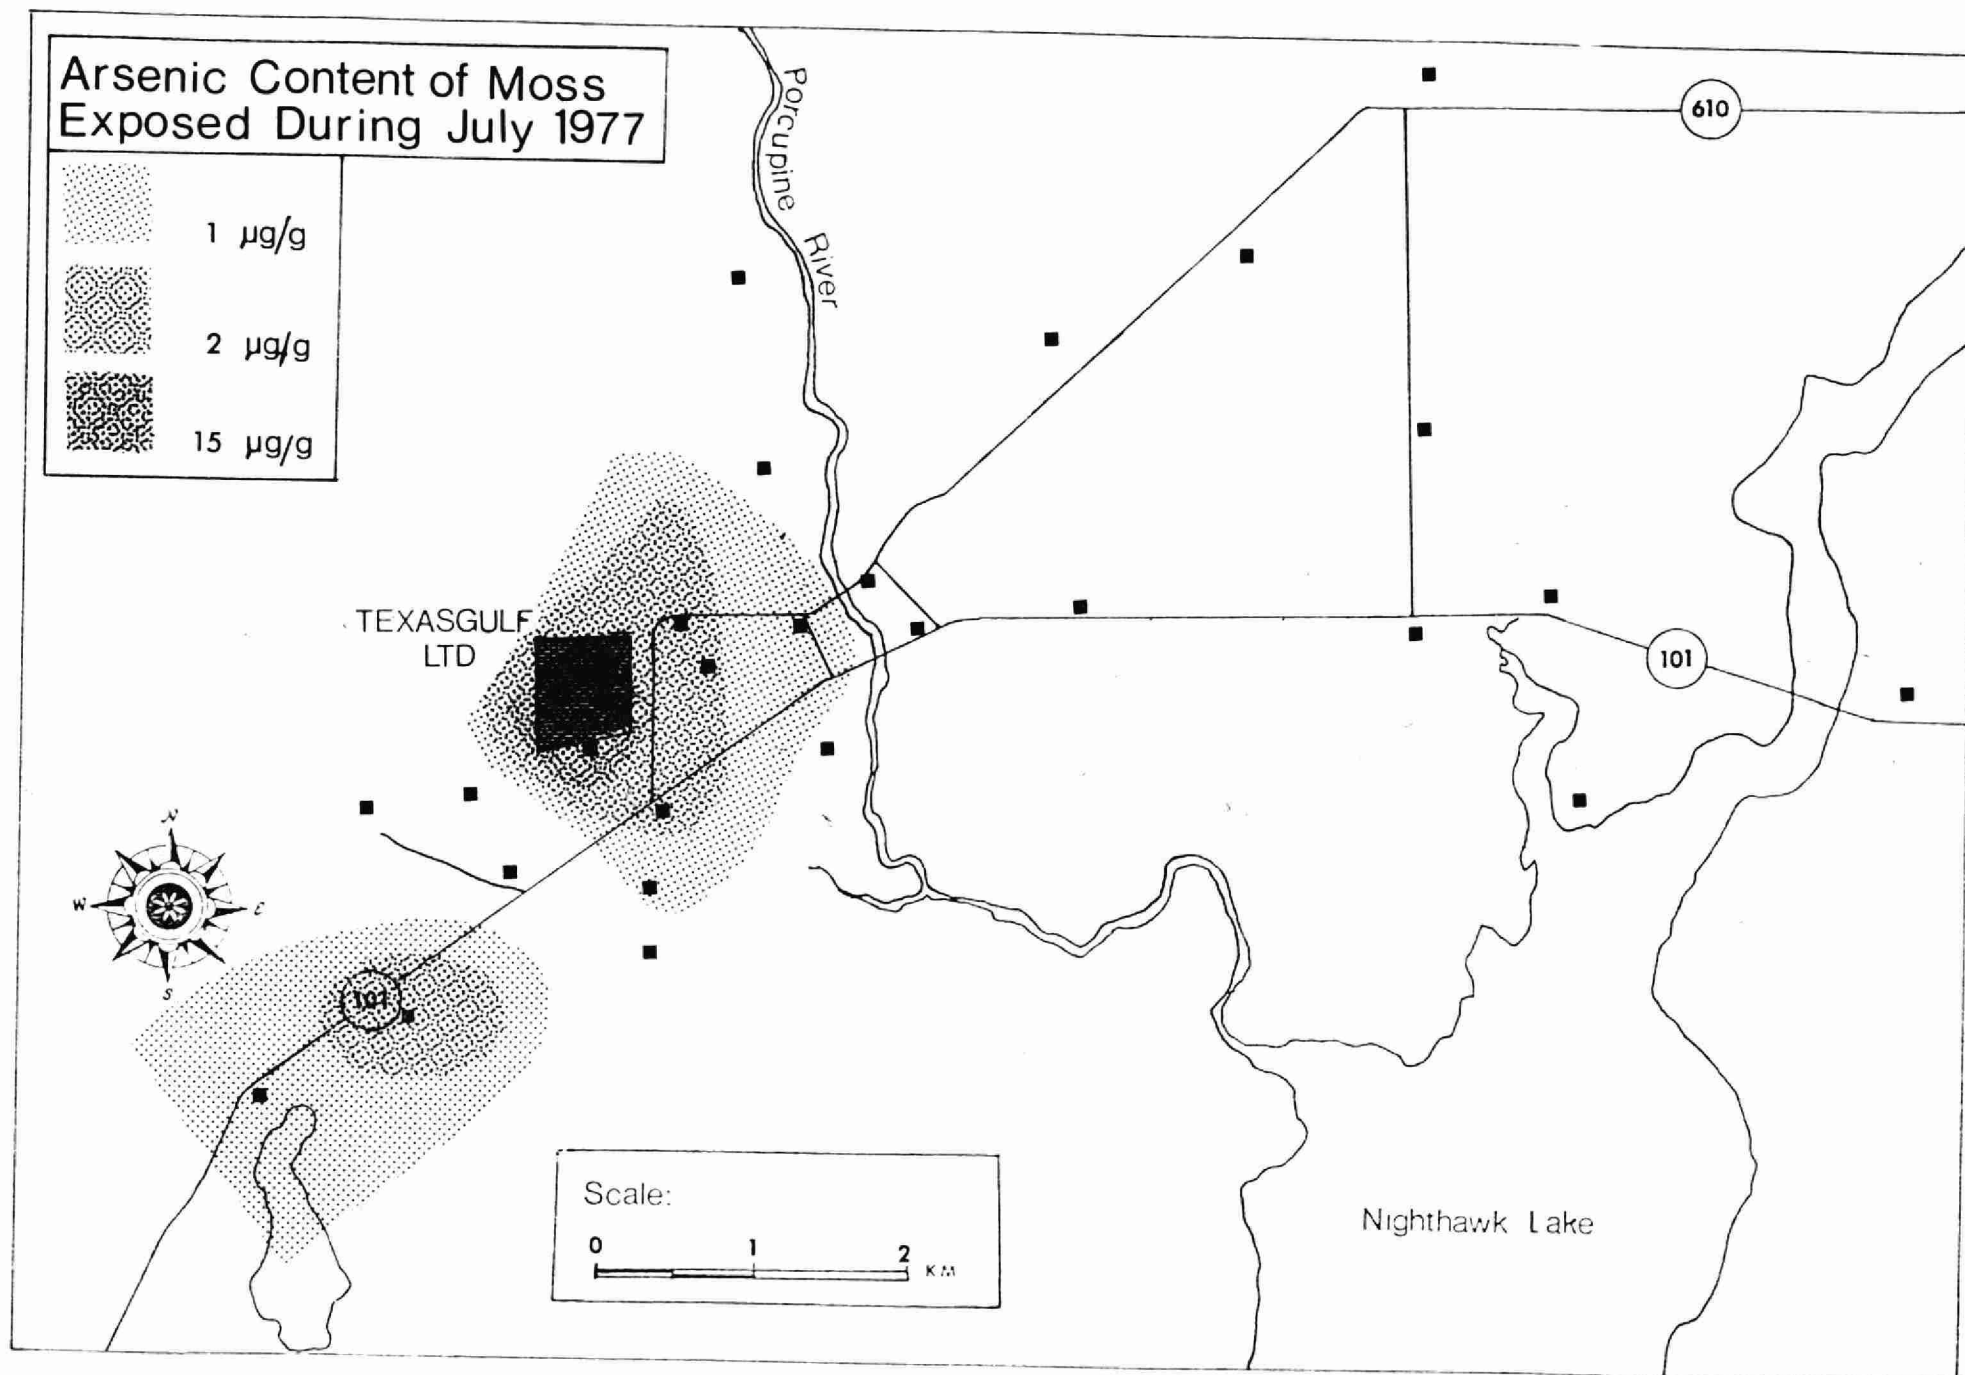 Arsenic Content of Moss
Exposed During July 1977
1 µg/g
2 µg/g
15 µg/g
Porcupine River
610
TEXASGULF
LTD
101
N
W E
S
101
Scale:
0 1 2 KM
Nighthawk Lake